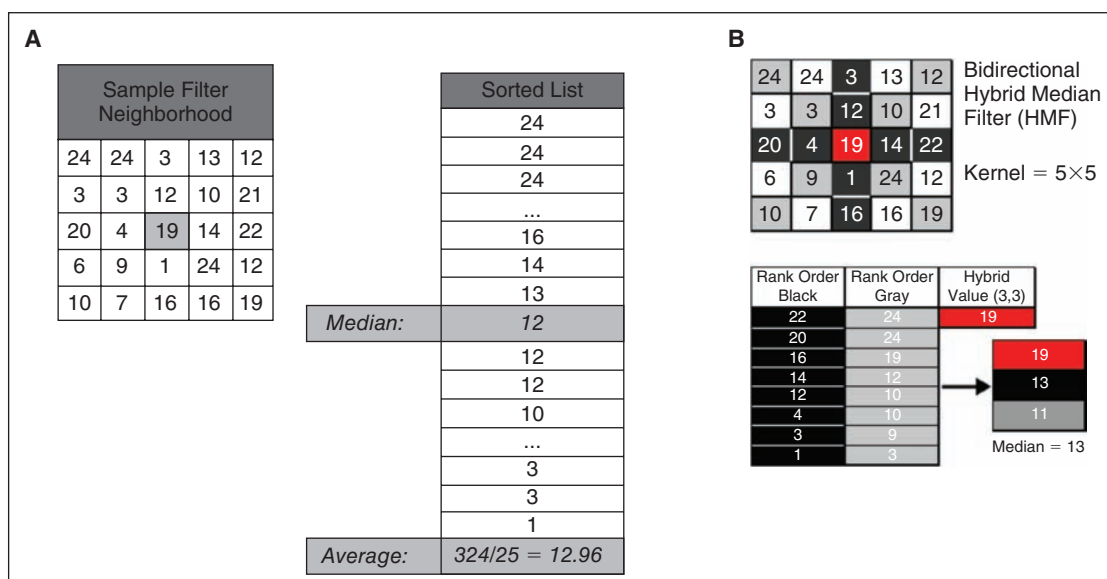 A
Sample Filter
Neighborhood
24 24 3 13 12
3 3 12 10 21
20 4 19 14 22
6 9 1 24 12
10 7 16 16 19
Sorted List
24
24
24
...
16
14
13
Median: 12
12
12
10
...
3
3
1
Average: 324/25 = 12.96
B
24 24 3 13 12
3 3 12 10 21
20 4 19 14 22
6 9 1 24 12
10 7 16 16 19
Bidirectional
Hybrid Median
Filter (HMF)
Kernel = 5×5
Rank Order Black Rank Order Gray Hybrid Value (3,3)
22 24 19
20 24
16 19
14 12
12 10
4 10
3 9
1 3
19
13
11
Median = 13